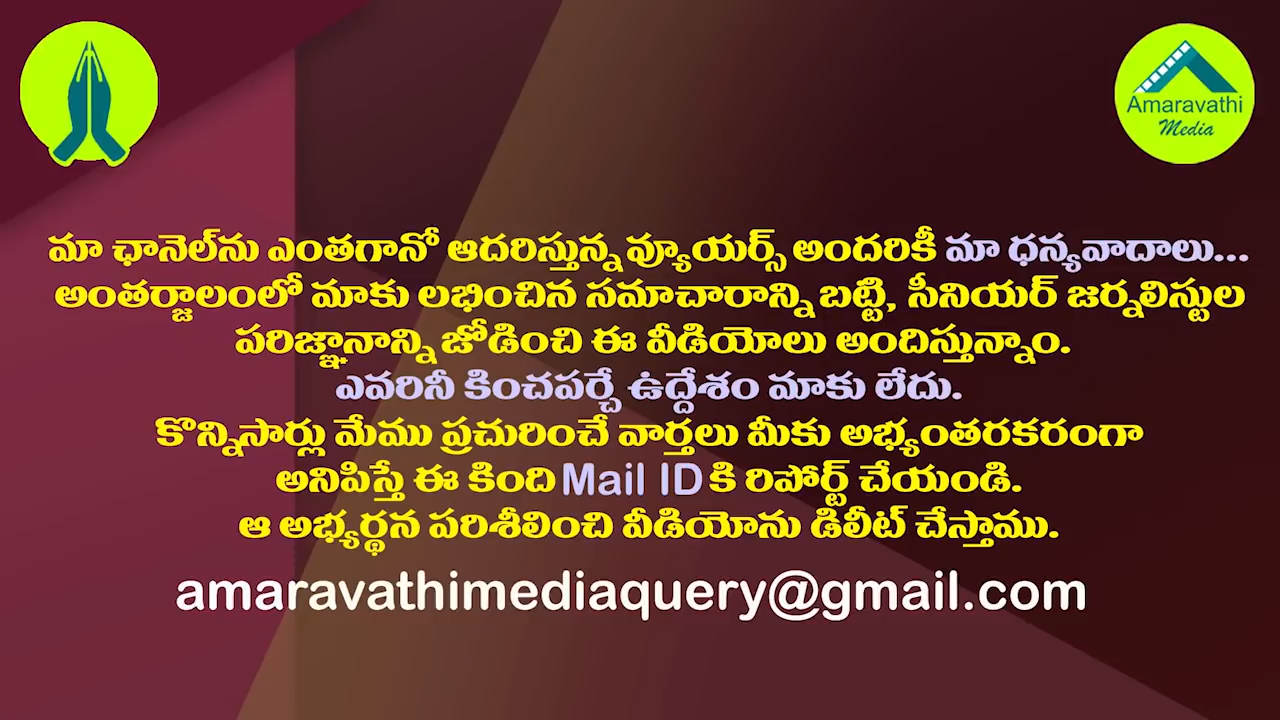 Amaravathi
Media
మా ఛానెల్‌ను ఎంతగానో ఆదరిస్తున్న వ్యూయర్స్ అందరికీ మా ధన్యవాదాలు...
అంతర్జాలంలో మాకు లభించిన సమాచారాన్ని బట్టి, సీనియర్ జర్నలిస్టుల
పరిజ్ఞానాన్ని జోడించి ఈ వీడియోలు అందిస్తున్నాం.
ఎవరినీ కించపర్చే ఉద్దేశం మాకు లేదు.
కొన్నిసార్లు మేము ప్రచురించే వార్తలు మీకు అభ్యంతరకరంగా
అనిపిస్తే ఈ కింది Mail ID కి రిపోర్ట్ చేయండి.
ఆ అభ్యర్థన పరిశీలించి వీడియోను డిలీట్ చేస్తాము.
amaravathimediaquery@gmail.com